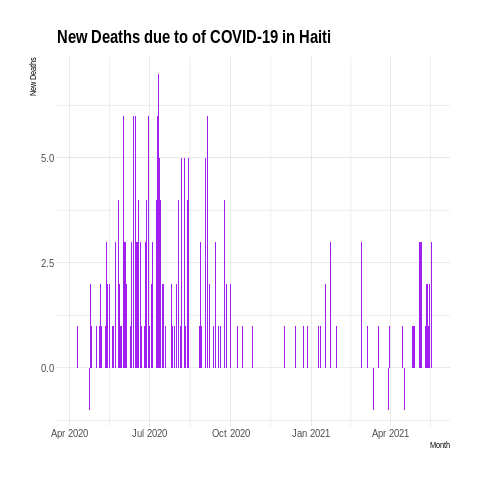 New Deaths due to of COVID-19 in Haiti
New Deaths
5.0
2.5
0.0
Apr 2020 Jul 2020 Oct 2020 Jan 2021 Apr 2021
Month